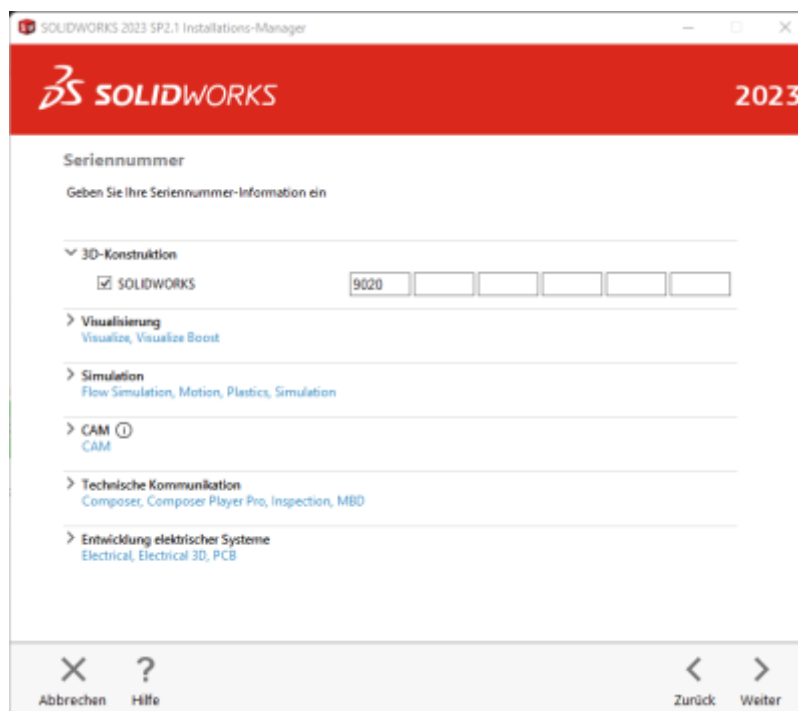 SOLIDWORKS 2023 SP2.1 Installations-Manager
SOLIDWORKS 2023
Seriennummer
Geben Sie Ihre Seriennummer-Information ein
3D-Konstruktion
SOLIDWORKS 9020
Visualisierung
Visualize, Visualize Boost
Simulation
Flow Simulation, Motion, Plastics, Simulation
CAM
CAM
Technische Kommunikation
Composer, Composer Player Pro, Inspection, MBD
Entwicklung elektrischer Systeme
Electrical, Electrical 3D, PCB
Abbrechen Hilfe Zurück Weiter